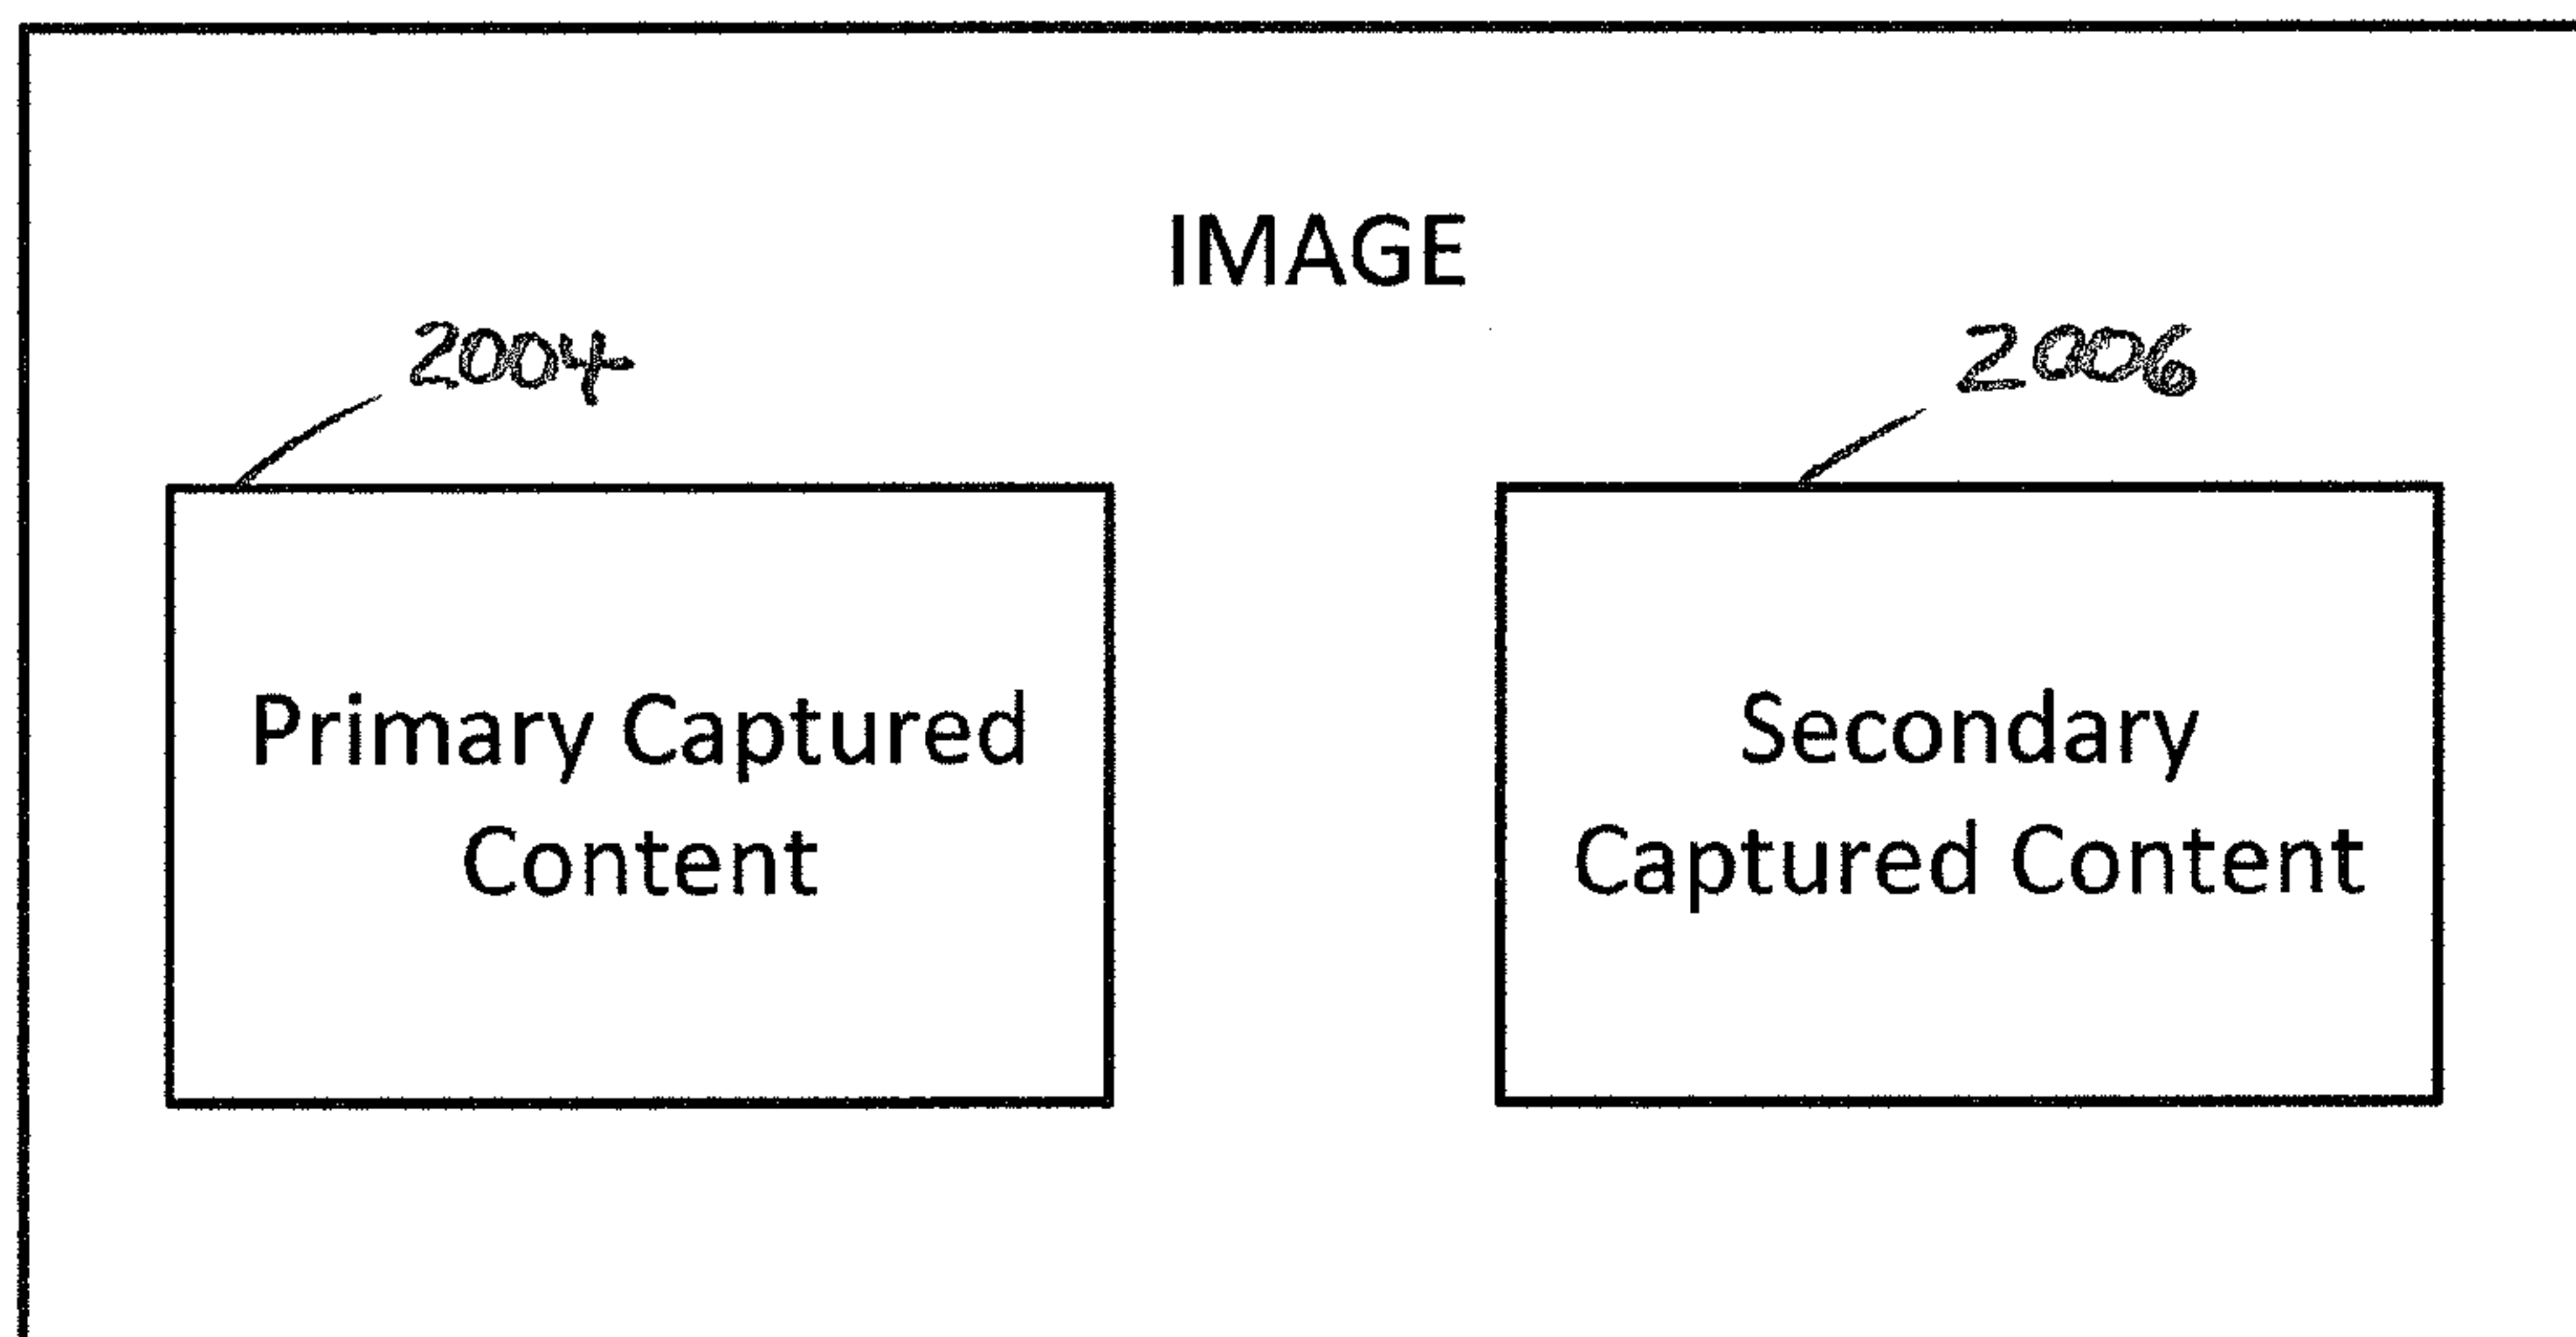 IMAGE
2004
2006
Primary Captured
Content
Secondary
Captured Content